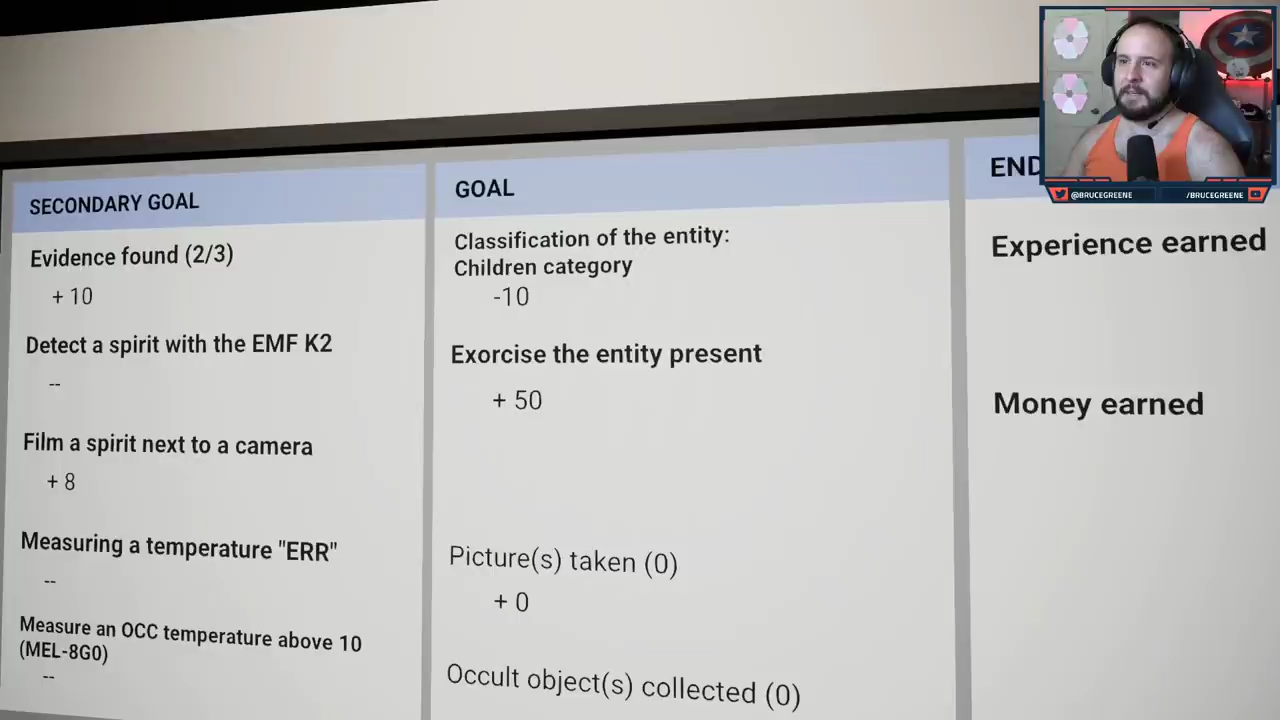 SECONDARY GOAL
Evidence found (2/3)
+ 10
Detect a spirit with the EMF K2
--
Film a spirit next to a camera
+ 8
Measuring a temperature "ERR"
--
Measure an OCC temperature above 10
(MEL-8G0)
--
GOAL
Classification of the entity:
Children category
-10
Exorcise the entity present
+ 50
Picture(s) taken (0)
+ 0
Occult object(s) collected (0)
END
Experience earned
Money earned
@BRUCEGREENE
/BRUCEGREENE